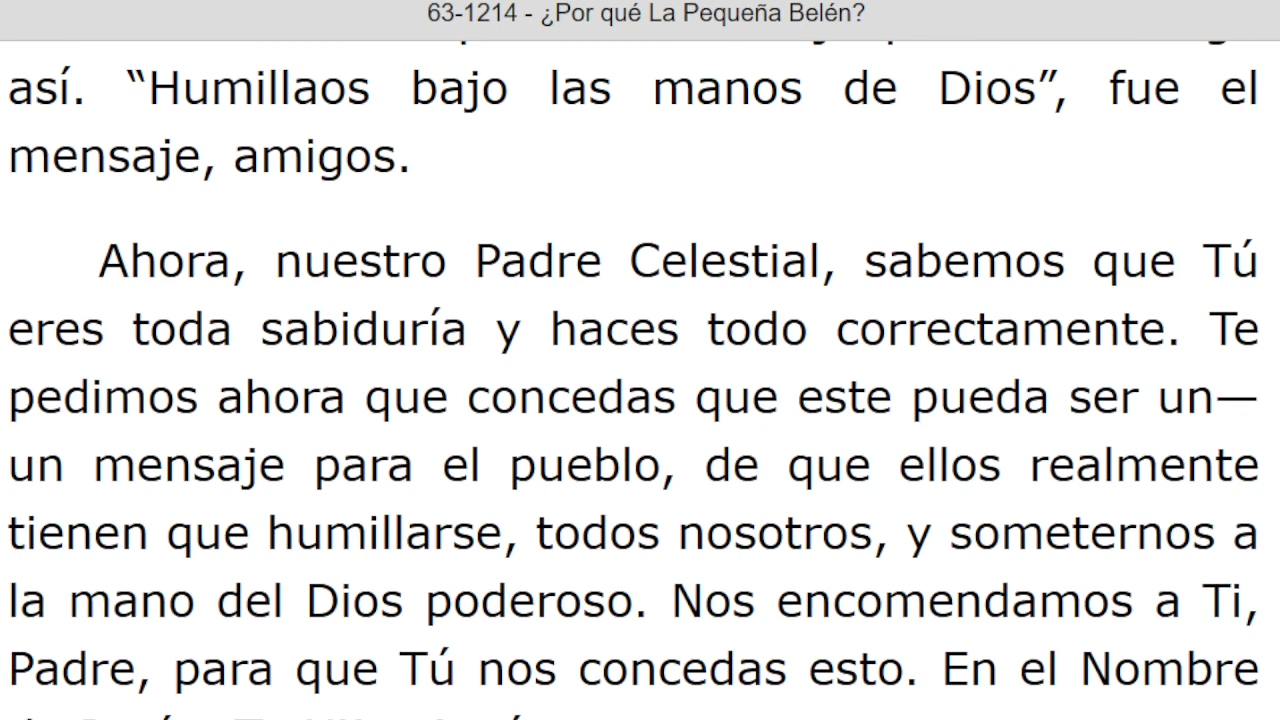 63-1214 - ¿Por qué La Pequeña Belén?
así. “Humillaos bajo las manos de Dios”, fue el
mensaje, amigos.
Ahora, nuestro Padre Celestial, sabemos que Tú
eres toda sabiduría y haces todo correctamente. Te
pedimos ahora que concedas que este pueda ser un—
un mensaje para el pueblo, de que ellos realmente
tienen que humillarse, todos nosotros, y someternos a
la mano del Dios poderoso. Nos encomendamos a Ti,
Padre, para que Tú nos concedas esto. En el Nombre